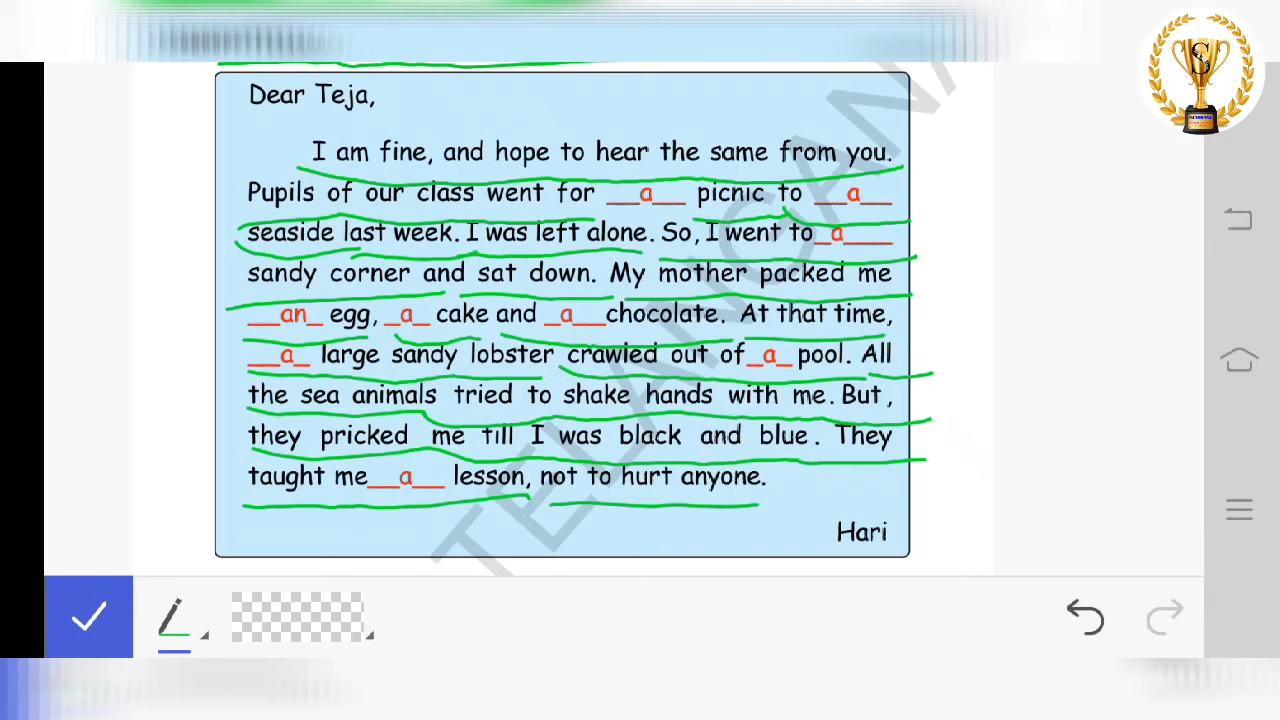 Dear Teja,
I am fine, and hope to hear the same from you.
Pupils of our class went for __a__ picnic to __a__
seaside last week. I was left alone. So, I went to_a___
sandy corner and sat down. My mother packed me
__an_ egg, _a_ cake and _a__chocolate. At that time,
__a_ large sandy lobster crawled out of_a_ pool. All
the sea animals tried to shake hands with me. But,
they pricked me till I was black and blue. They
taught me__a__ lesson, not to hurt anyone.
Hari
TELANGANA
S